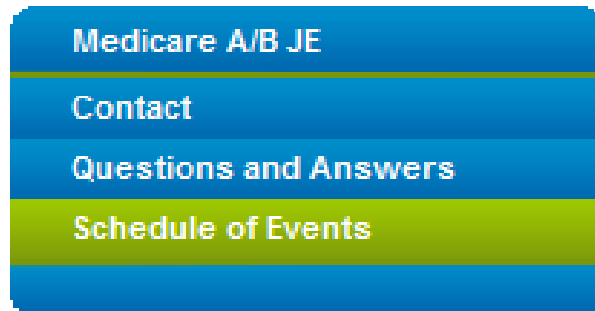 Medicare A/B JE
Contact
Questions and Answers
Schedule of Events